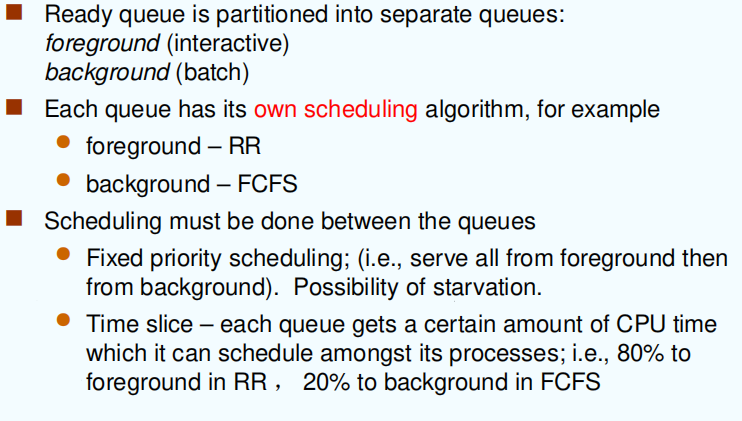 Ready queue is partitioned into separate queues:
foreground (interactive)
background (batch)
Each queue has its own scheduling algorithm, for example
foreground – RR
background – FCFS
Scheduling must be done between the queues
Fixed priority scheduling; (i.e., serve all from foreground then
from background).  Possibility of starvation.
Time slice – each queue gets a certain amount of CPU time
which it can schedule amongst its processes; i.e., 80% to
foreground in RR ， 20% to background in FCFS